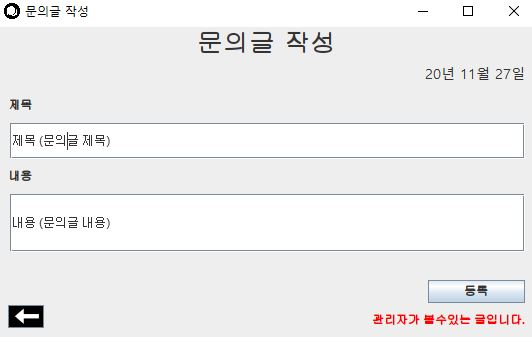 문의글 작성
문의글 작성
20년 11월 27일
제목
제목 (문의글 제목)
내용
내용 (문의글 내용)
등록
관리자가 볼수있는 글입니다.